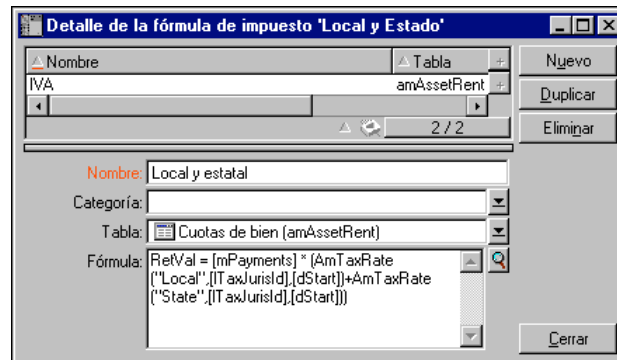 Detalle de la fórmula de impuesto 'Local y Estado'
Nombre Tabla
IVA amAssetRent
2 / 2
Nuevo
Duplicar
Eliminar
Nombre: Local y estatal
Categoría:
Tabla: Cuotas de bien (amAssetRent)
Fórmula: RetVal = [mPayments] * (AmTaxRate
("Local",[lTaxJurisId],[dStart])+AmTaxRate
("State",[lTaxJurisId],[dStart]))
Cerrar